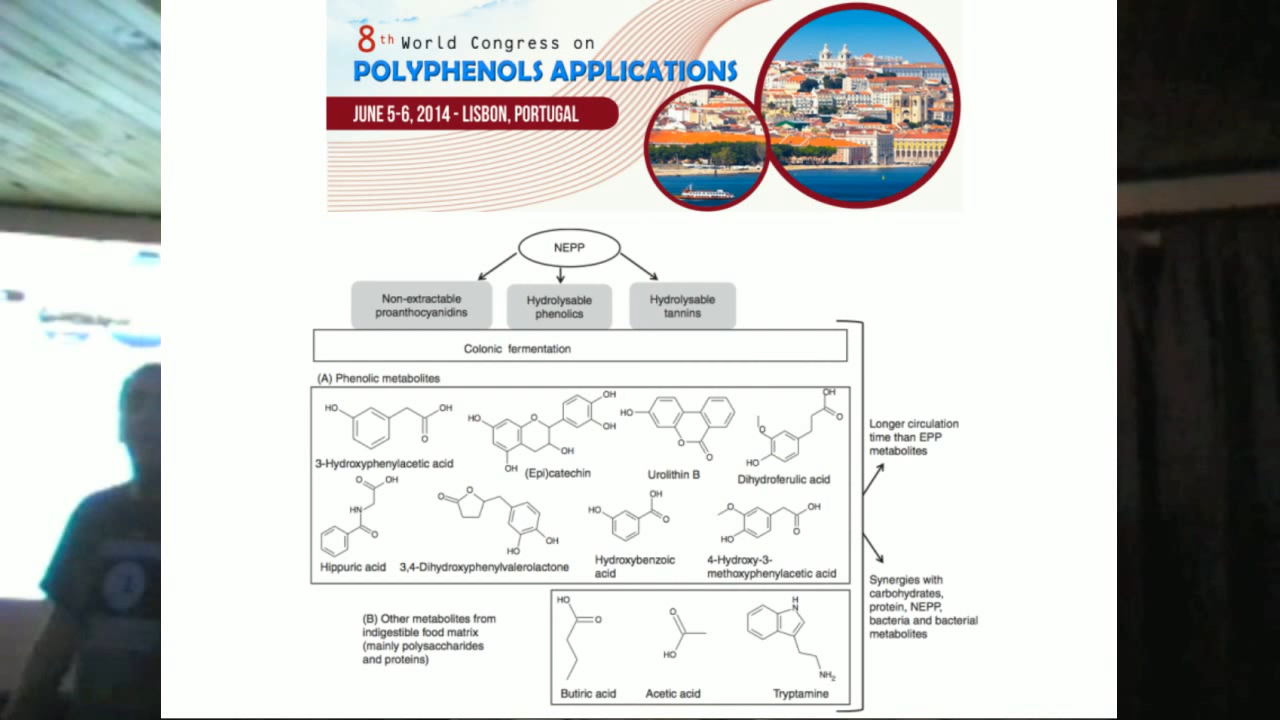 8th World Congress on
POLYPHENOLS APPLICATIONS
JUNE 5-6, 2014 - LISBON, PORTUGAL
NEPP
Non-extractable
proanthocyanidins
Hydrolysable
phenolics
Hydrolysable
tannins
Colonic fermentation
(A) Phenolic metabolites
HO
OH
O
3-Hydroxyphenylacetic acid
HO
O
OH
OH
OH
OH
(Epi)catechin
HO
O
O
Urolithin B
OH
O
O
HO
Dihydroferulic acid
O
OH
HN
O
Hippuric acid
O
O
HO
OH
3,4-Dihydroxyphenylvalerolactone
OH
HO
O
Hydroxybenzoic
acid
O
OH
HO
O
4-Hydroxy-3-
methoxyphenylacetic acid
Longer circulation
time than EPP
metabolites
Synergies with
carbohydrates,
protein, NEPP,
bacteria and bacterial
metabolites
(B) Other metabolites from
indigestible food matrix
(mainly polysaccharides
and proteins)
HO
O
Butiric acid
O
HO
Acetic acid
H
N
NH2
Tryptamine